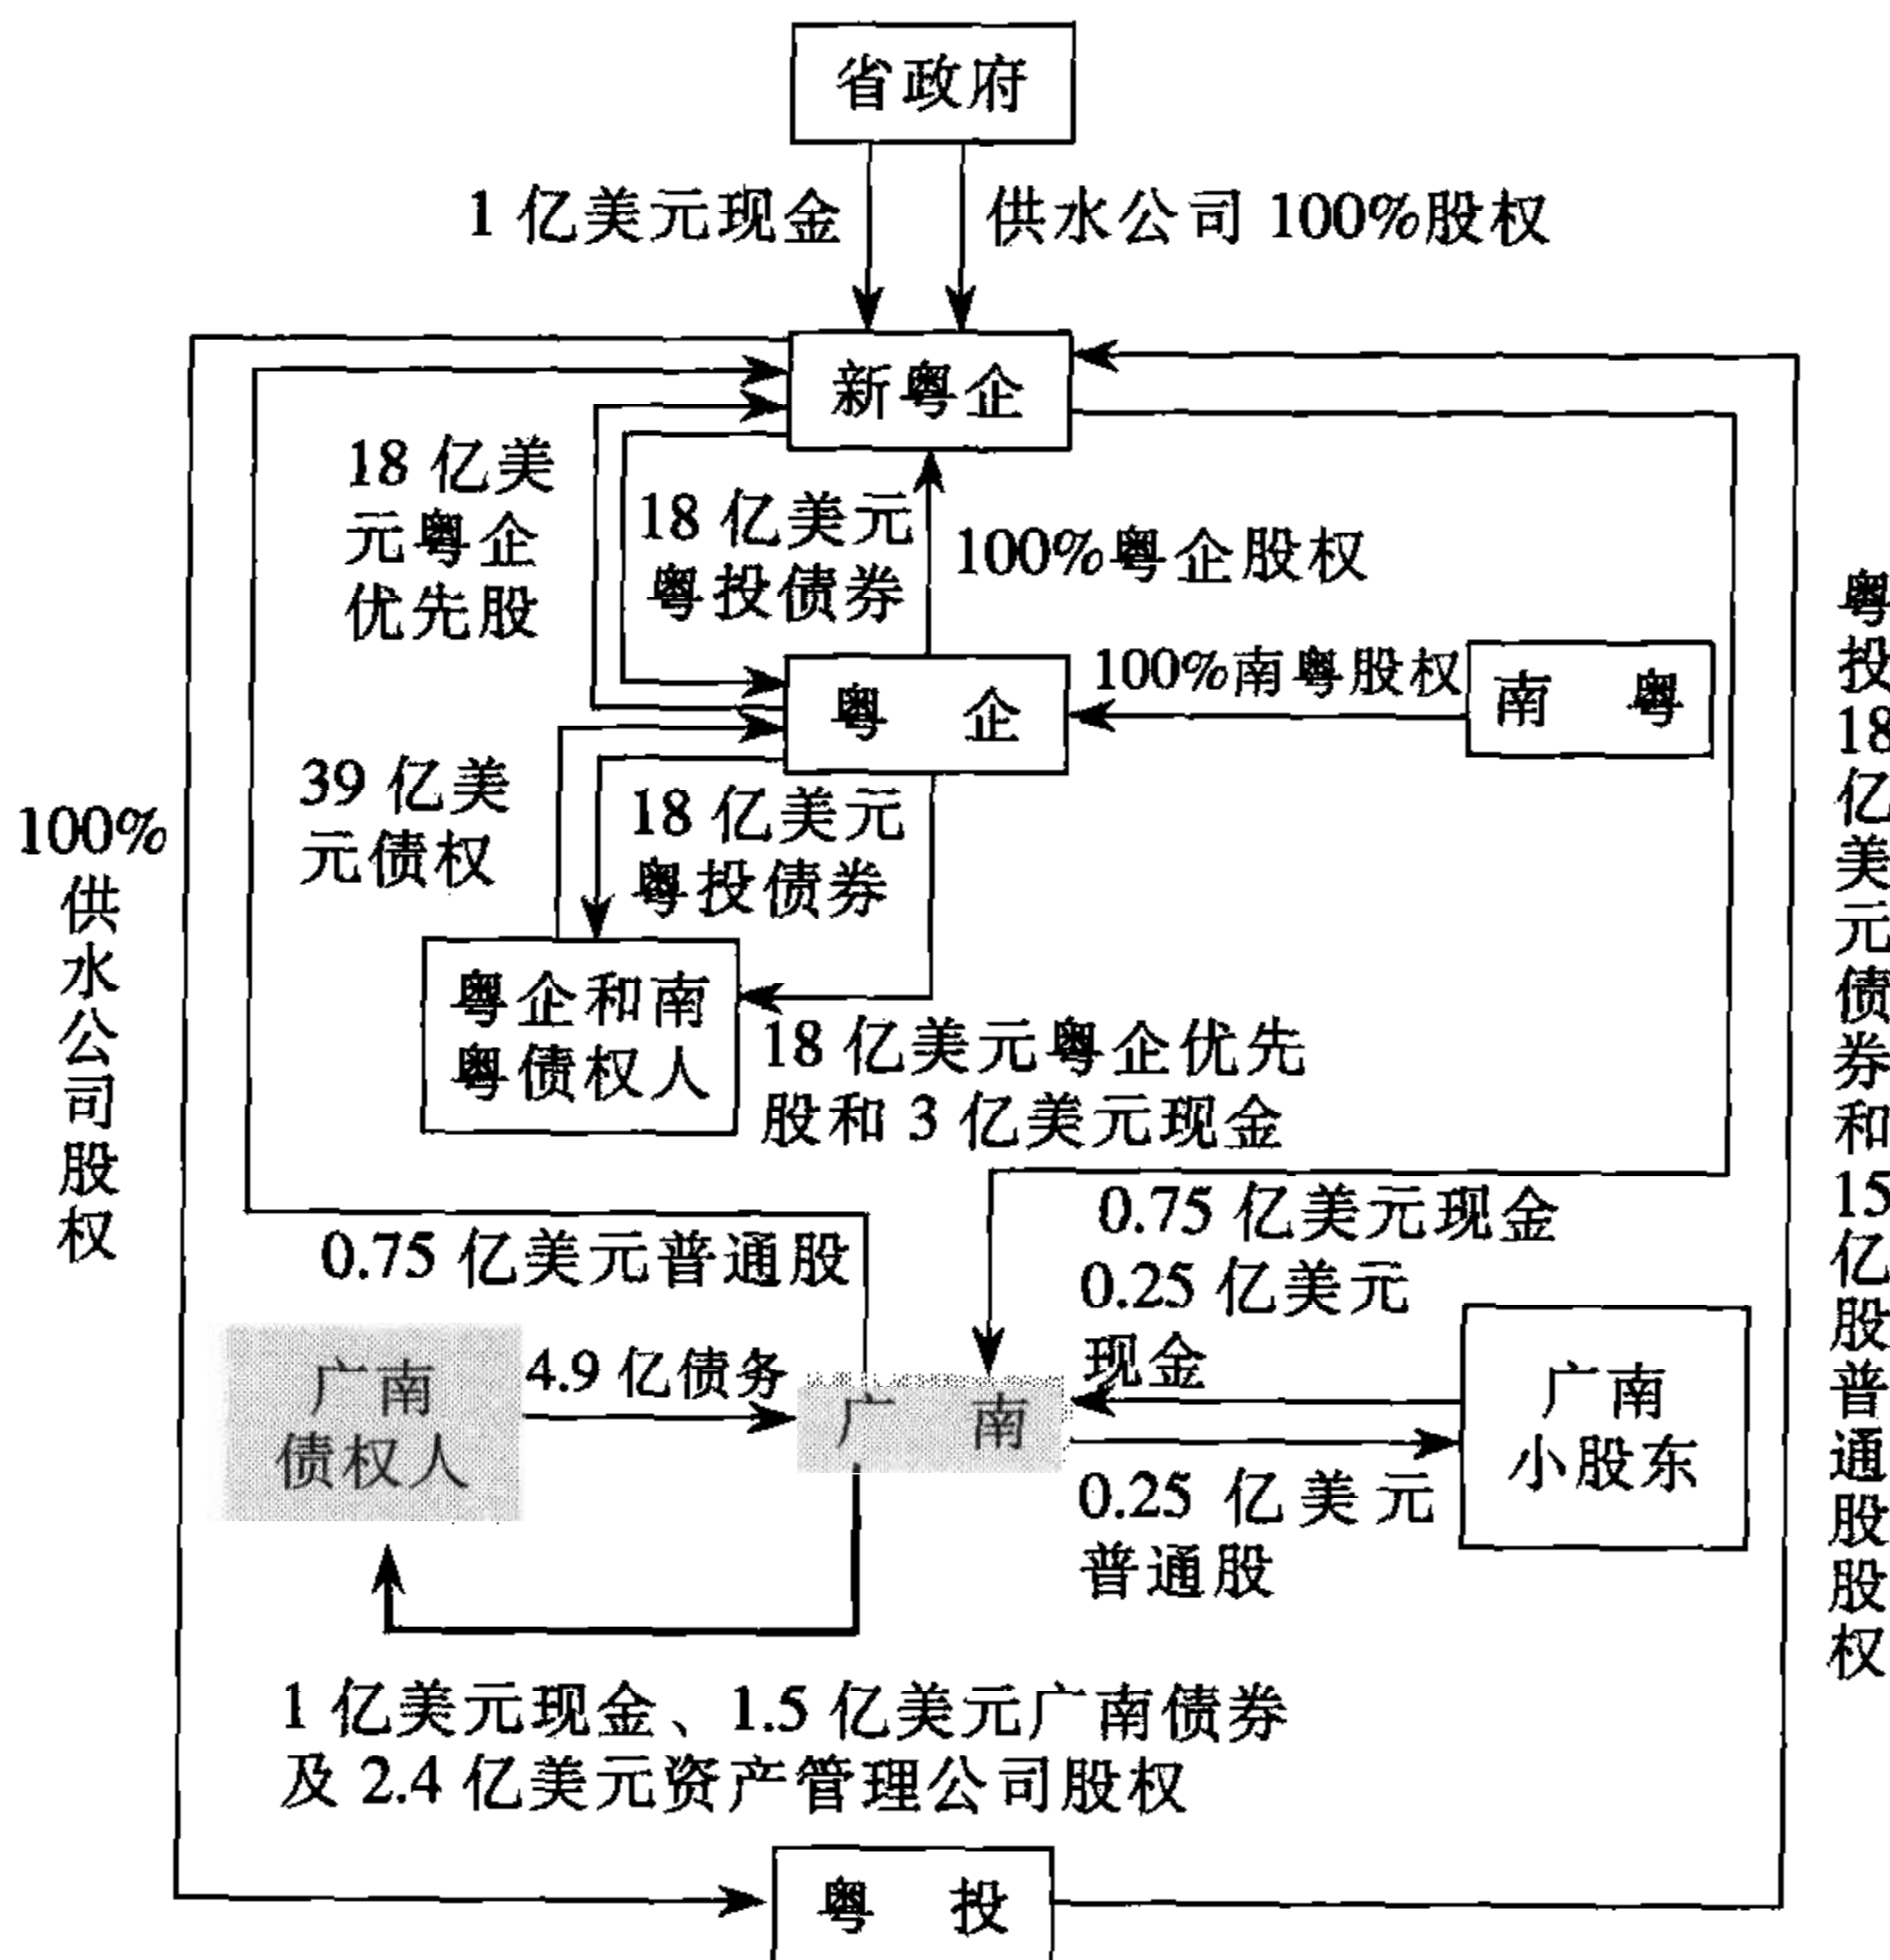 省政府
1 亿美元现金
供水公司 100%股权
新粤企
18 亿美
元粤企
优先股
18 亿美元
粤投债券
100%粤企股权
100%南粤股权
南 粤
粤 企
39 亿美
元债权
18 亿美元
粤投债券
粤企和南
粤债权人
18 亿美元粤企优先
股和 3 亿美元现金
100%
供
水
公
司
股
权
粤
投
18
亿
美
元
债
券
和
15
亿
股
普
通
股
股
权
0.75 亿美元普通股
0.75 亿美元现金
0.25 亿美元
现金
广南
债权人
4.9 亿债务
广 南
广南
小股东
0.25 亿美元
普通股
1 亿美元现金、1.5 亿美元广南债券
及 2.4 亿美元资产管理公司股权
粤 投